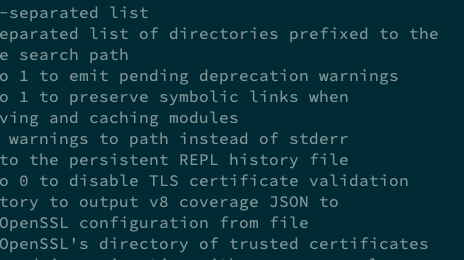 -separated list
eparated list of directories prefixed to the
e search path
o 1 to emit pending deprecation warnings
o 1 to preserve symbolic links when
ving and caching modules
warnings to path instead of stderr
to the persistent REPL history file
o 0 to disable TLS certificate validation
tory to output v8 coverage JSON to
OpenSSL configuration from file
OpenSSL's directory of trusted certificates